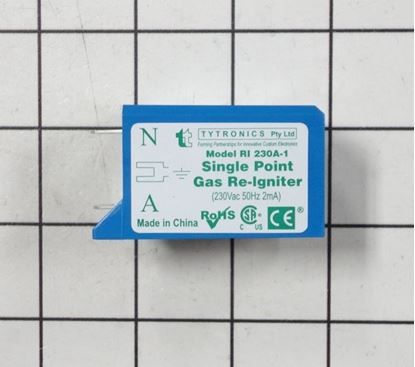 N
tt TYTRONICS Pty Ltd
Forming Partnerships for Innovative Custom Electronics
Model RI 230A-1
Single Point
Gas Re-Igniter
(230Vac 50Hz 2mA)
A
RoHS
C US
CE
Made in China